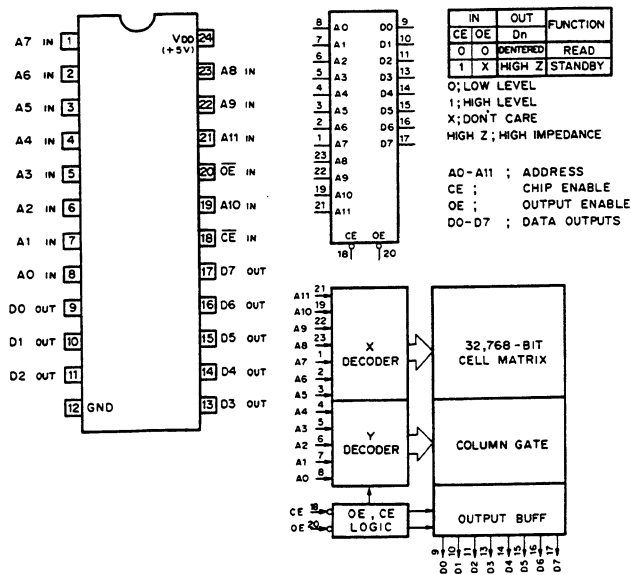 A7 IN 1
VDD 24
(+5V)
A6 IN 2
23 A8 IN
A5 IN 3
22 A9 IN
A4 IN 4
21 A11 IN
A3 IN 5
20 OE IN
A2 IN 6
19 A10 IN
A1 IN 7
18 CE IN
A0 IN 8
17 D7 OUT
D0 OUT 9
16 D6 OUT
D1 OUT 10
15 D5 OUT
D2 OUT 11
14 D4 OUT
12 GND
13 D3 OUT
8 A0 D0 9
7 A1 D1 10
6 A2 D2 11
5 A3 D3 13
4 A4 D4 14
3 A5 D5 15
2 A6 D6 16
1 A7 D7 17
23 A8
22 A9
19 A10
21 A11
CE OE
18 20
IN OUT FUNCTION
CE OE Dn
0 0 DENTERED READ
1 X HIGH Z STANDBY
0; LOW LEVEL
1; HIGH LEVEL
X; DON'T CARE
HIGH Z; HIGH IMPEDANCE
A0-A11 ; ADDRESS
CE ; CHIP ENABLE
OE ; OUTPUT ENABLE
D0-D7 ; DATA OUTPUTS
A11 21
A10 19
A9 22
A8 23
A7 1
A6 2
A5 3
A4 4
A3 5
A2 6
A1 7
A0 8
X
DECODER
Y
DECODER
32,768-BIT
CELL MATRIX
COLUMN GATE
OUTPUT BUFF
CE 18
OE 20
OE, CE
LOGIC
9 10 11 13 14 15 16 17
D0 D1 D2 D3 D4 D5 D6 D7